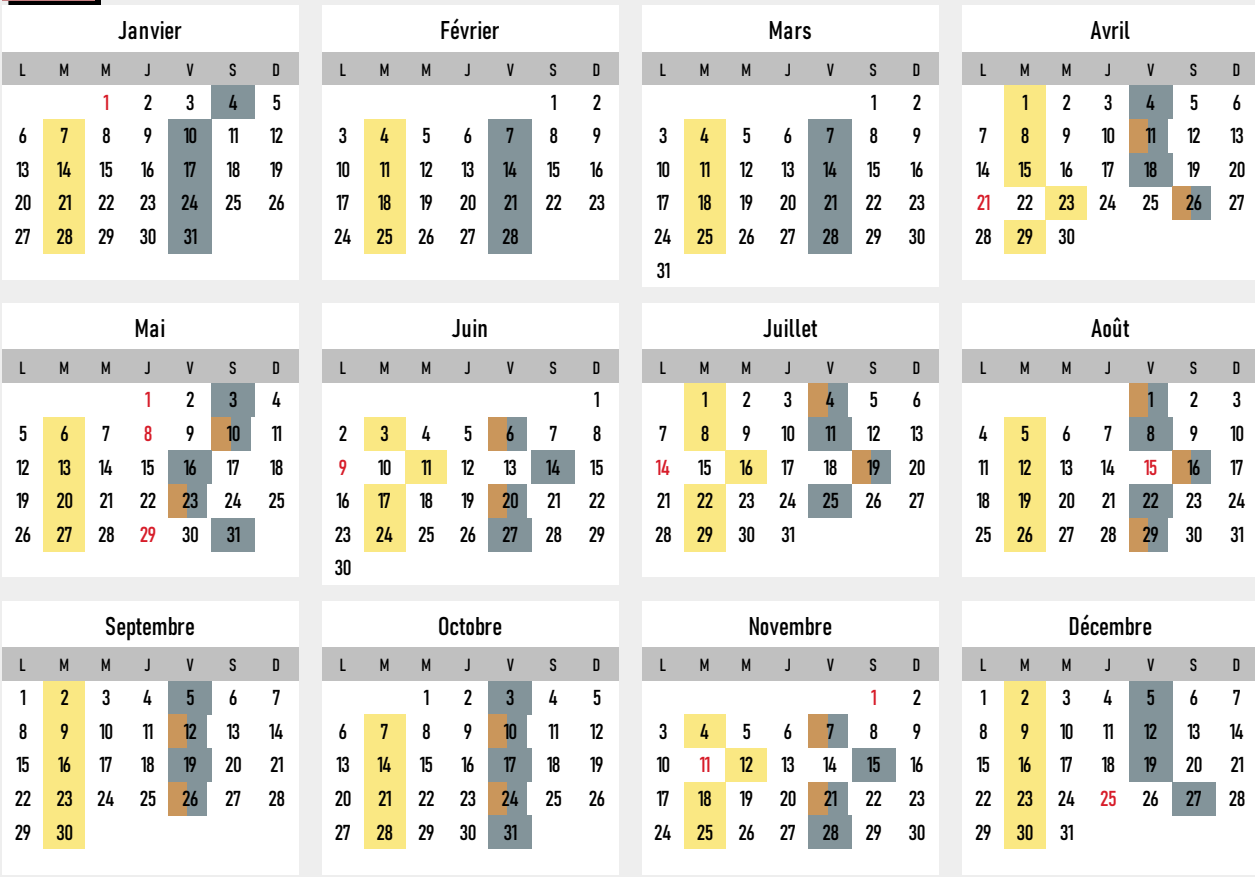 Janvier
L M M J V S D
1 2 3 4 5
6 7 8 9 10 11 12
13 14 15 16 17 18 19
20 21 22 23 24 25 26
27 28 29 30 31
Février
L M M J V S D
1 2
3 4 5 6 7 8 9
10 11 12 13 14 15 16
17 18 19 20 21 22 23
24 25 26 27 28
Mars
L M M J V S D
1 2
3 4 5 6 7 8 9
10 11 12 13 14 15 16
17 18 19 20 21 22 23
24 25 26 27 28 29 30
31
Avril
L M M J V S D
1 2 3 4 5 6
7 8 9 10 11 12 13
14 15 16 17 18 19 20
21 22 23 24 25 26 27
28 29 30
Mai
L M M J V S D
1 2 3 4
5 6 7 8 9 10 11
12 13 14 15 16 17 18
19 20 21 22 23 24 25
26 27 28 29 30 31
Juin
L M M J V S D
1
2 3 4 5 6 7 8
9 10 11 12 13 14 15
16 17 18 19 20 21 22
23 24 25 26 27 28 29
30
Juillet
L M M J V S D
1 2 3 4 5 6
7 8 9 10 11 12 13
14 15 16 17 18 19 20
21 22 23 24 25 26 27
28 29 30 31
Août
L M M J V S D
1 2 3
4 5 6 7 8 9 10
11 12 13 14 15 16 17
18 19 20 21 22 23 24
25 26 27 28 29 30 31
Septembre
L M M J V S D
1 2 3 4 5 6 7
8 9 10 11 12 13 14
15 16 17 18 19 20 21
22 23 24 25 26 27 28
29 30
Octobre
L M M J V S D
1 2 3 4 5
6 7 8 9 10 11 12
13 14 15 16 17 18 19
20 21 22 23 24 25 26
27 28 29 30 31
Novembre
L M M J V S D
1 2
3 4 5 6 7 8 9
10 11 12 13 14 15 16
17 18 19 20 21 22 23
24 25 26 27 28 29 30
Décembre
L M M J V S D
1 2 3 4 5 6 7
8 9 10 11 12 13 14
15 16 17 18 19 20 21
22 23 24 25 26 27 28
29 30 31